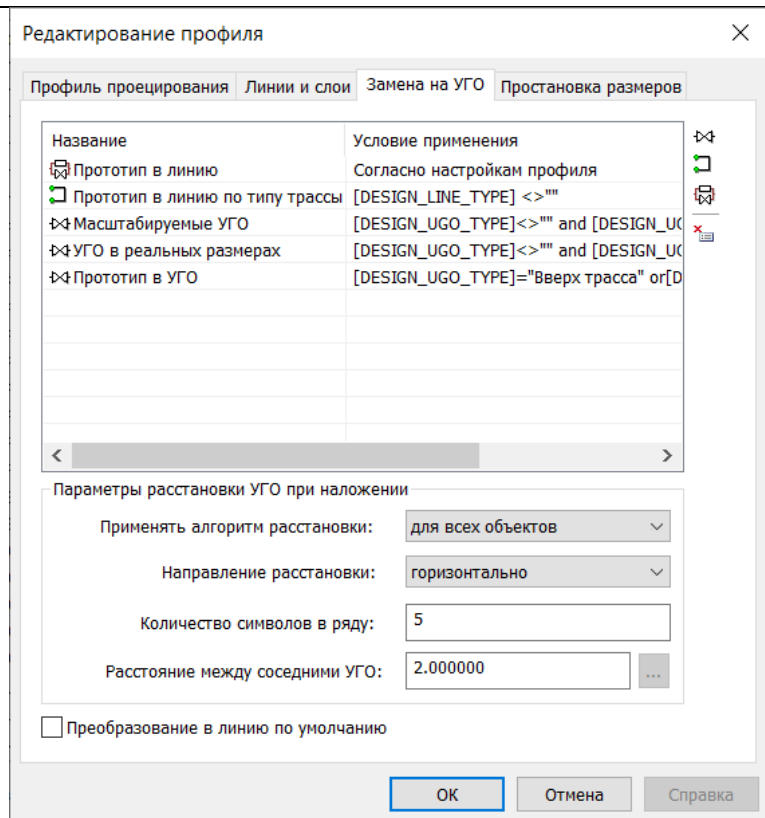 Редактирование профиля
Профиль проецирования Линии и слои Замена на УГО Простановка размеров
Название Условие применения
Прототип в линию Согласно настройкам профиля
Прототип в линию по типу трассы [DESIGN_LINE_TYPE] <>""
Масштабируемые УГО [DESIGN_UGO_TYPE]<>"" and [DESIGN_UG
УГО в реальных размерах [DESIGN_UGO_TYPE]<>"" and [DESIGN_UG
Прототип в УГО [DESIGN_UGO_TYPE]="Вверх трасса" or[D
Параметры расстановки УГО при наложении
Применять алгоритм расстановки: для всех объектов
Направление расстановки: горизонтально
Количество символов в ряду: 5
Расстояние между соседними УГО: 2.000000 ...
Преобразование в линию по умолчанию
ОК Отмена Справка